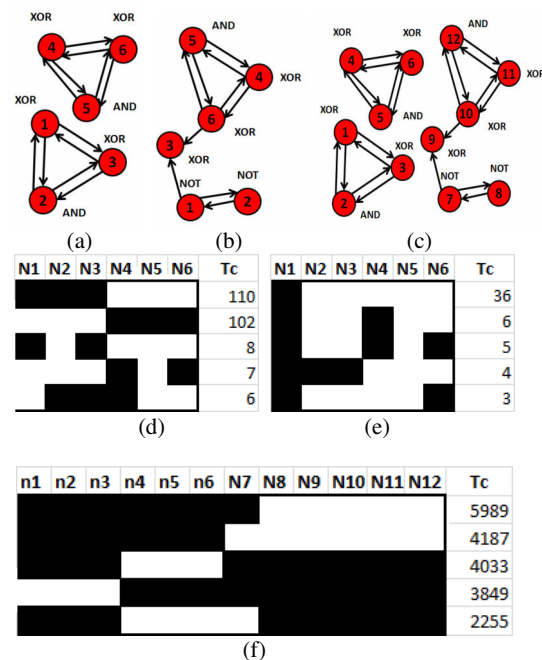 XOR
XOR
4
6
5
AND
XOR
1
XOR
3
2
AND
(a)
AND
5
4
XOR
6
3
XOR
NOT
NOT
1
2
(b)
XOR
XOR
4
6
5
AND
XOR
1
XOR
3
2
AND
AND
12
11
XOR
10
XOR
9
XOR
NOT
NOT
7
8
(c)
N1 N2 N3 N4 N5 N6 Tc
110
102
8
7
6
(d)
N1 N2 N3 N4 N5 N6 Tc
36
6
5
4
3
(e)
n1 n2 n3 n4 n5 n6 N7 N8 N9 N10 N11 N12 Tc
5989
4187
4033
3849
2255
(f)